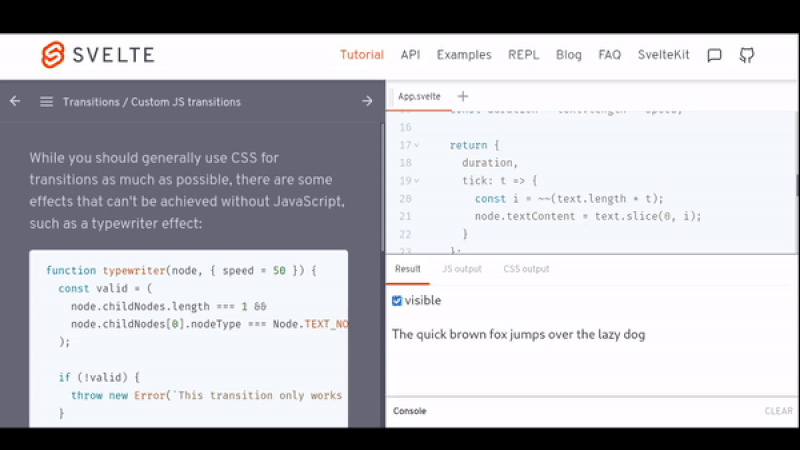 SVELTE
Tutorial API Examples REPL Blog FAQ SvelteKit
Transitions / Custom JS transitions
While you should generally use CSS for
transitions as much as possible, there are some
effects that can't be achieved without JavaScript,
such as a typewriter effect:
function typewriter(node, { speed = 50 }) {
const valid = (
node.childNodes.length === 1 &&
node.childNodes[0].nodeType === Node.TEXT_NO
);
if (!valid) {
throw new Error(`This transition only works
}
App.svelte +
16
17 return {
18 duration,
19 tick: t => {
20 const i = ~~(text.length * t);
21 node.textContent = text.slice(0, i);
22 }
23 };
Result JS output CSS output
visible
The quick brown fox jumps over the lazy dog
Console CLEAR